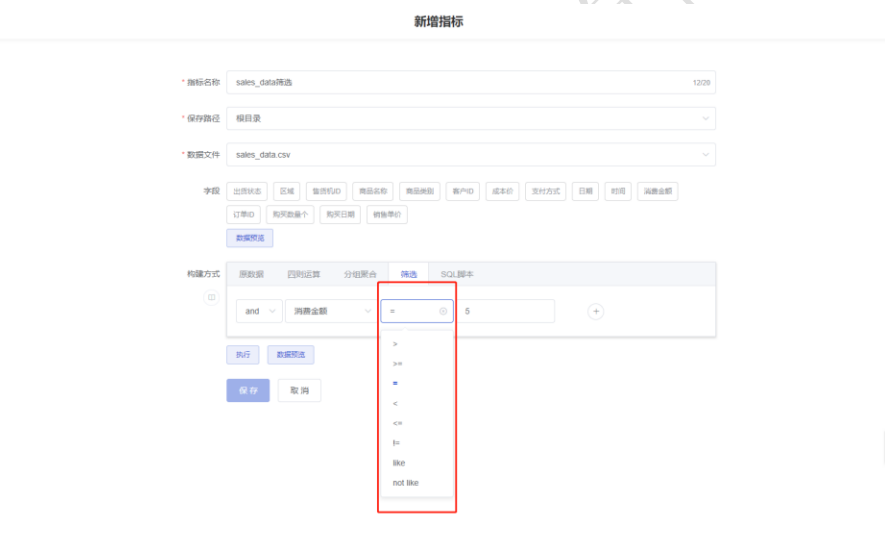 新增指标
* 指标名称 sales_data筛选 12/20
* 保存路径 根目录
* 数据文件 sales_data.csv
字段 出货状态 区域 售货机ID 商品名称 商品类别 客户ID 成本价 支付方式 日期 时间 消费金额
订单ID 购买数量个 购买日期 销售单价
数据预览
构建方式 原数据 四则运算 分组聚合 筛选 SQL脚本
and 消费金额 = 5
>
>=
=
<
<=
!=
like
not like
执行 数据预览
保存 取消